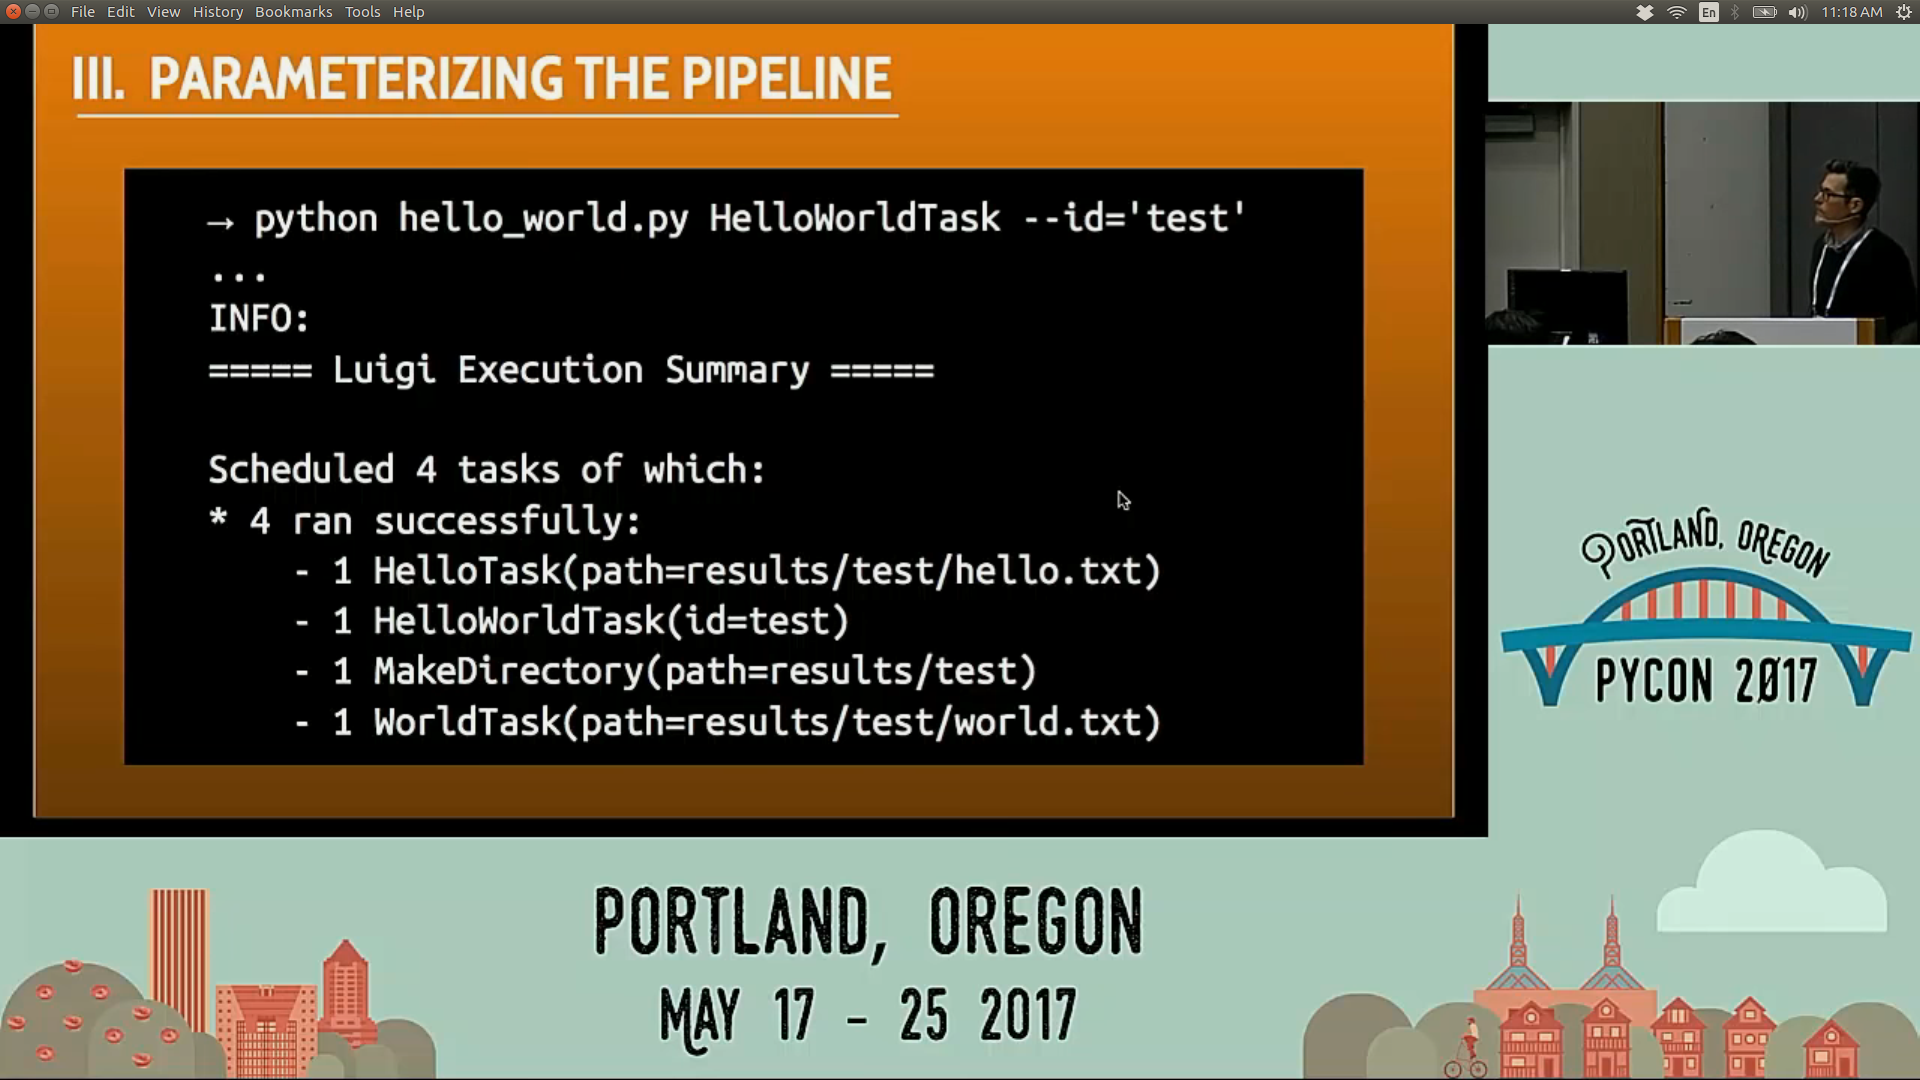 File Edit View History Bookmarks Tools Help
En
11:18 AM
III. PARAMETERIZING THE PIPELINE
→ python hello_world.py HelloWorldTask --id='test'
...
INFO:
===== Luigi Execution Summary =====
Scheduled 4 tasks of which:
* 4 ran successfully:
- 1 HelloTask(path=results/test/hello.txt)
- 1 HelloWorldTask(id=test)
- 1 MakeDirectory(path=results/test)
- 1 WorldTask(path=results/test/world.txt)
PORTLAND, OREGON
PYCON 2017
PORTLAND, OREGON
MAY 17 - 25 2017